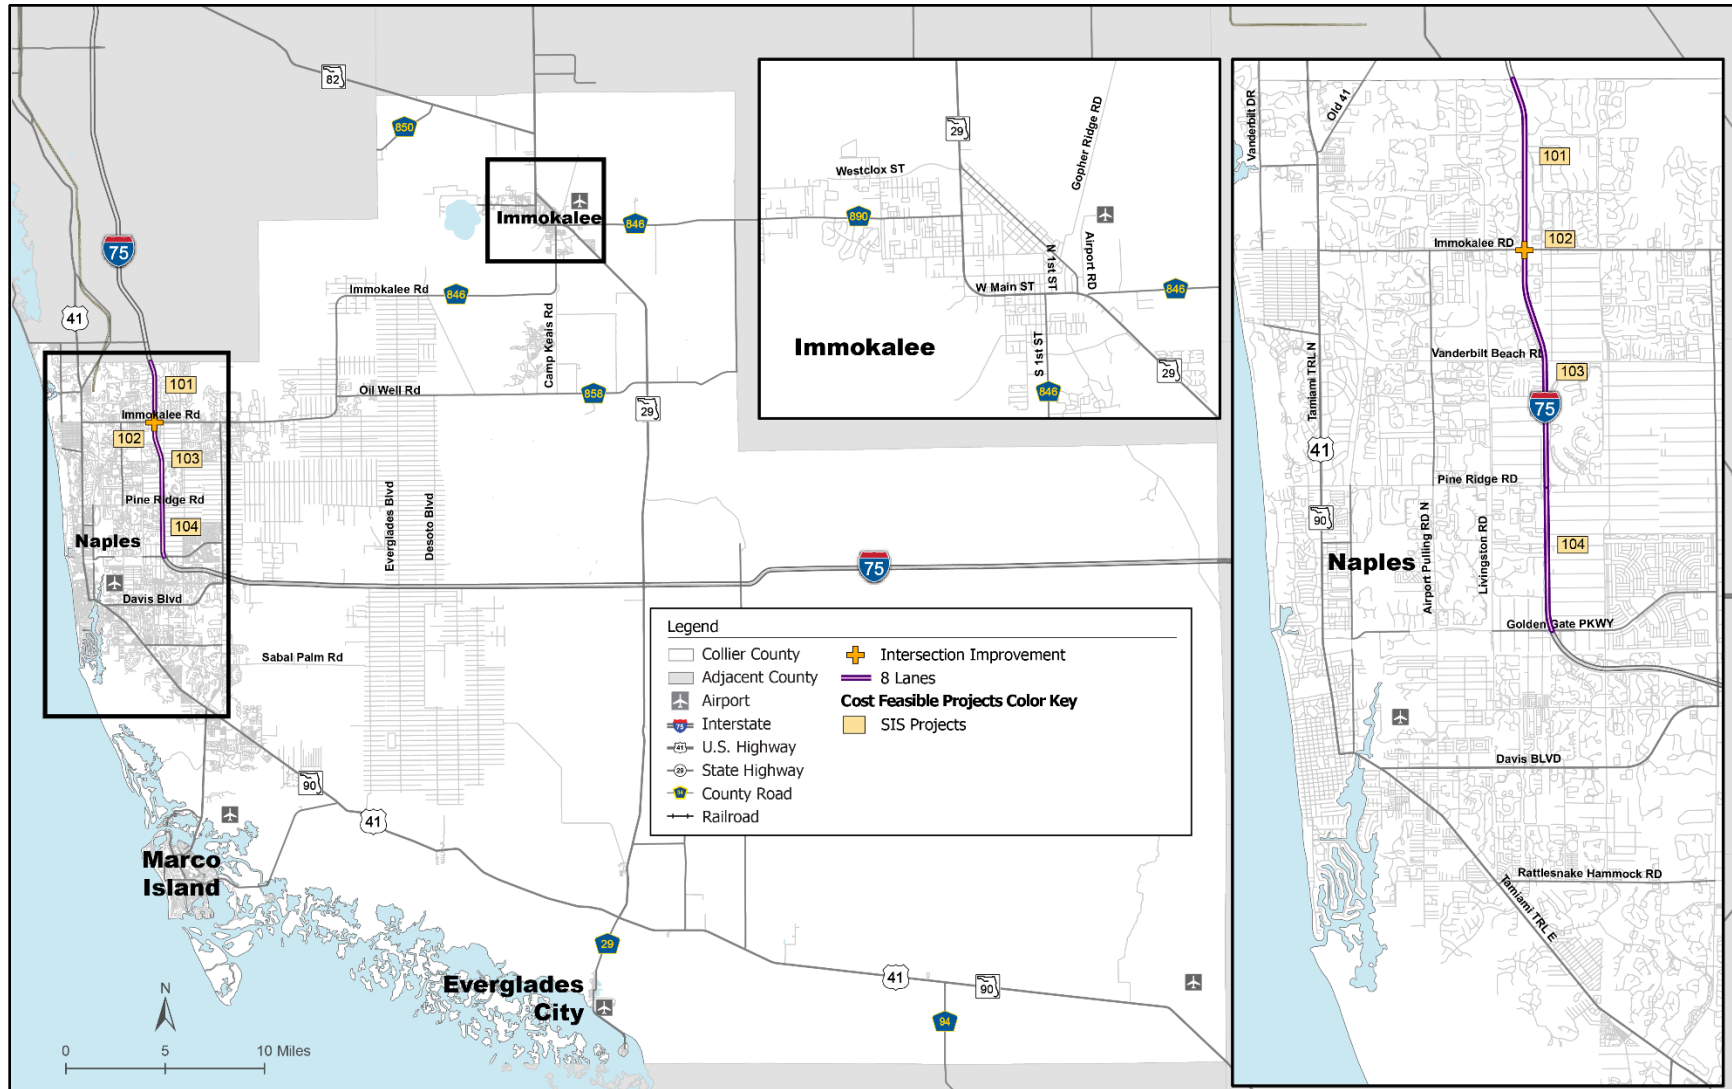 82
850
Immokalee
846
75
Immokalee Rd
846
41
Camp Keais Rd
101
Oil Well Rd
858
29
Immokalee Rd
102
103
Pine Ridge Rd
Everglades Blvd
Desoto Blvd
104
Naples
75
Davis Blvd
Sabal Palm Rd
90
41
Marco
Island
29
Everglades
City
41
90
94
N
0 5 10 Miles
29
Gopher Ridge RD
Westclox ST
890
N 1st ST
Airport RD
W Main ST
846
Immokalee
S 1st ST
29
846
Legend
Collier County
Adjacent County
Airport
75 Interstate
41 U.S. Highway
29 State Highway
94 County Road
Railroad
Intersection Improvement
8 Lanes
Cost Feasible Projects Color Key
SIS Projects
Vanderbilt DR
Old 41
101
Immokalee RD
102
Tamiami TRL N
Vanderbilt Beach RD
103
75
41
Pine Ridge RD
90
Airport Pulling RD N
Livingston RD
104
Naples
Golden Gate PKWY
Davis BLVD
Rattlesnake Hammock RD
Tamiami TRL E